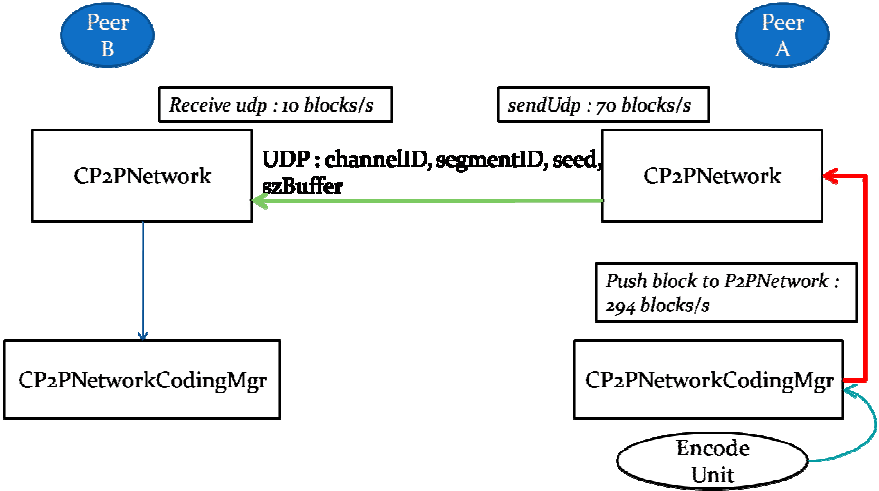 Peer
B
Peer
A
Receive udp : 10 blocks/s
sendUdp : 70 blocks/s
CP2PNetwork
UDP : channelID, segmentID, seed,
szBuffer
CP2PNetwork
Push block to P2PNetwork :
294 blocks/s
CP2PNetworkCodingMgr
CP2PNetworkCodingMgr
Encode
Unit